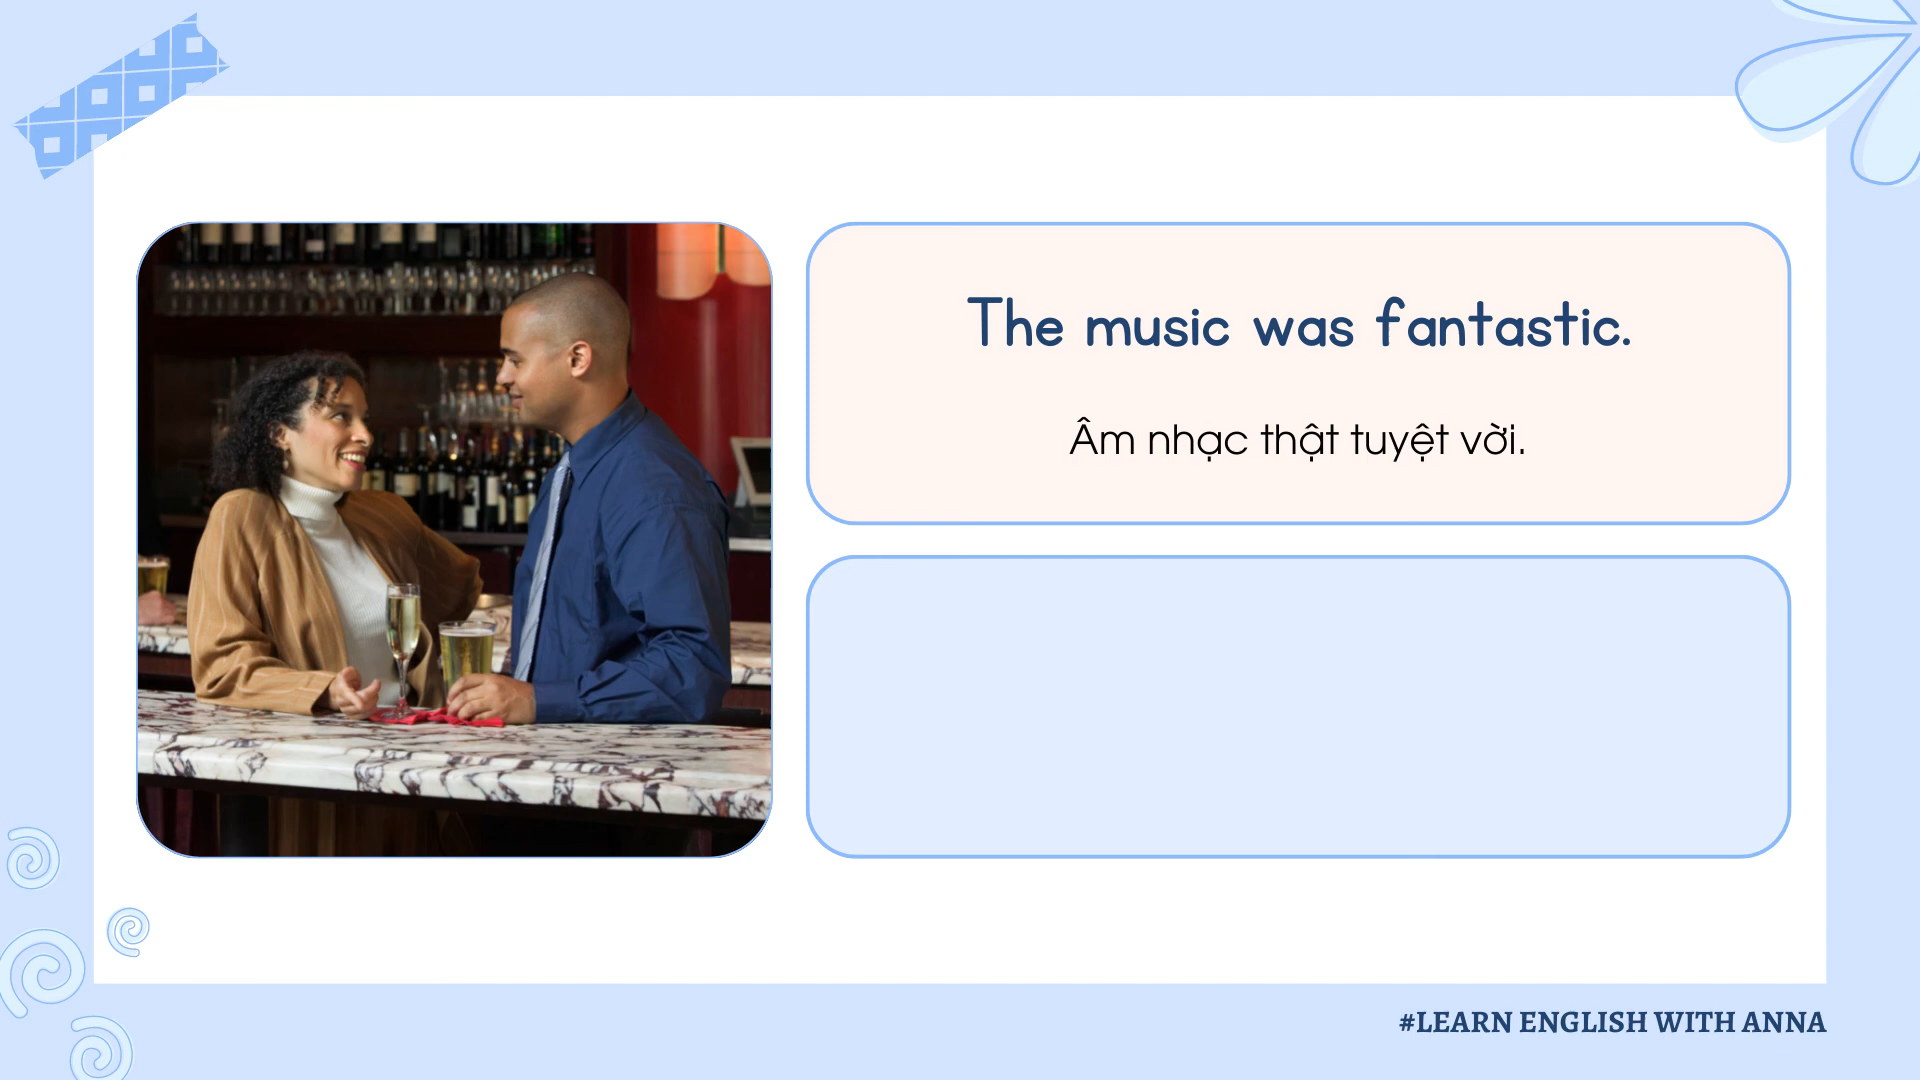 The music was fantastic.
Âm nhạc thật tuyệt vời.
#LEARN ENGLISH WITH ANNA